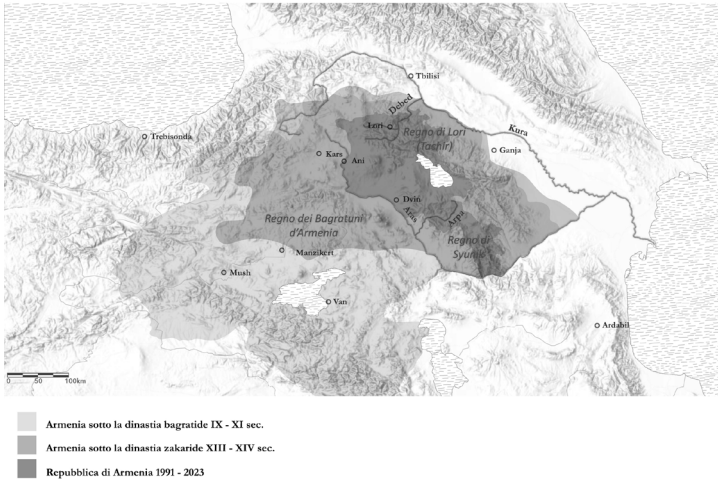 Tbilisi
Debed
Lori
Regno di Lori
(Tachir)
Kura
Trebisonda
Kars
Ani
Ganja
Dvin
Regno dei Bagratuni
d'Armenia
Aras
Arpa
Regno di
Syunik
Manzikert
Mush
Van
Ardabil
0 50 100km
Armenia sotto la dinastia bagratide IX - XI sec.
Armenia sotto la dinastia zakaride XIII - XIV sec.
Repubblica di Armenia 1991 - 2023